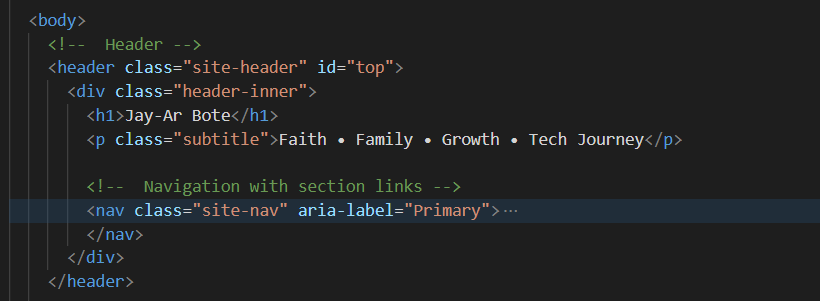 <body>
<!--  Header -->
<header class="site-header" id="top">
<div class="header-inner">
<h1>Jay-Ar Bote</h1>
<p class="subtitle">Faith • Family • Growth • Tech Journey</p>
<!--  Navigation with section links -->
<nav class="site-nav" aria-label="Primary">⋯
</nav>
</div>
</header>